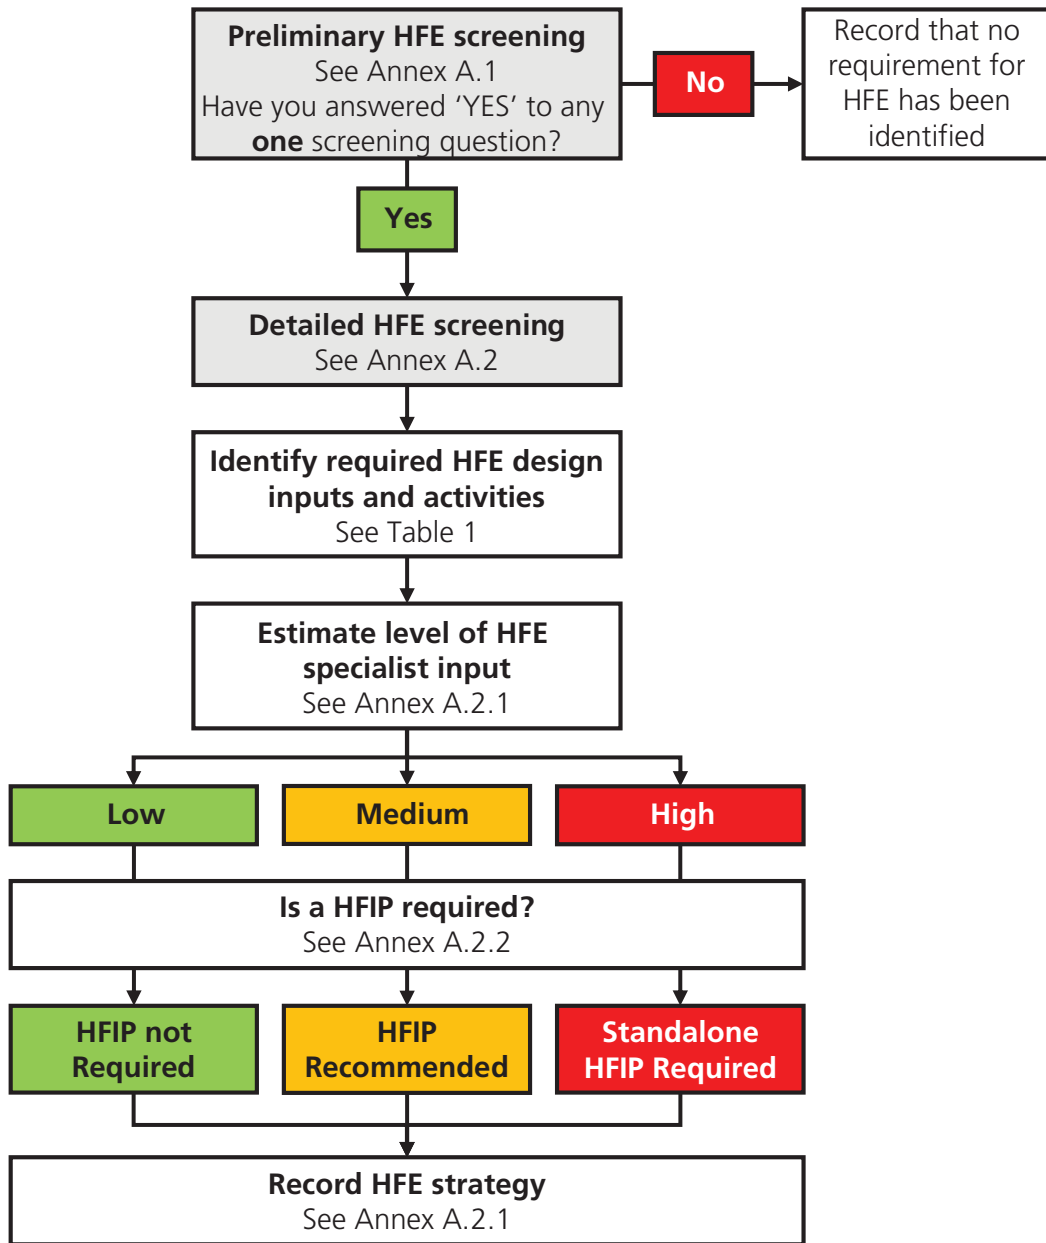 Preliminary HFE screening
See Annex A.1
Have you answered ‘YES’ to any
one screening question?
No
Record that no
requirement for
HFE has been
identified
Yes
Detailed HFE screening
See Annex A.2
Identify required HFE design
inputs and activities
See Table 1
Estimate level of HFE
specialist input
See Annex A.2.1
Low
Medium
High
Is a HFIP required?
See Annex A.2.2
HFIP not
Required
HFIP
Recommended
Standalone
HFIP Required
Record HFE strategy
See Annex A.2.1